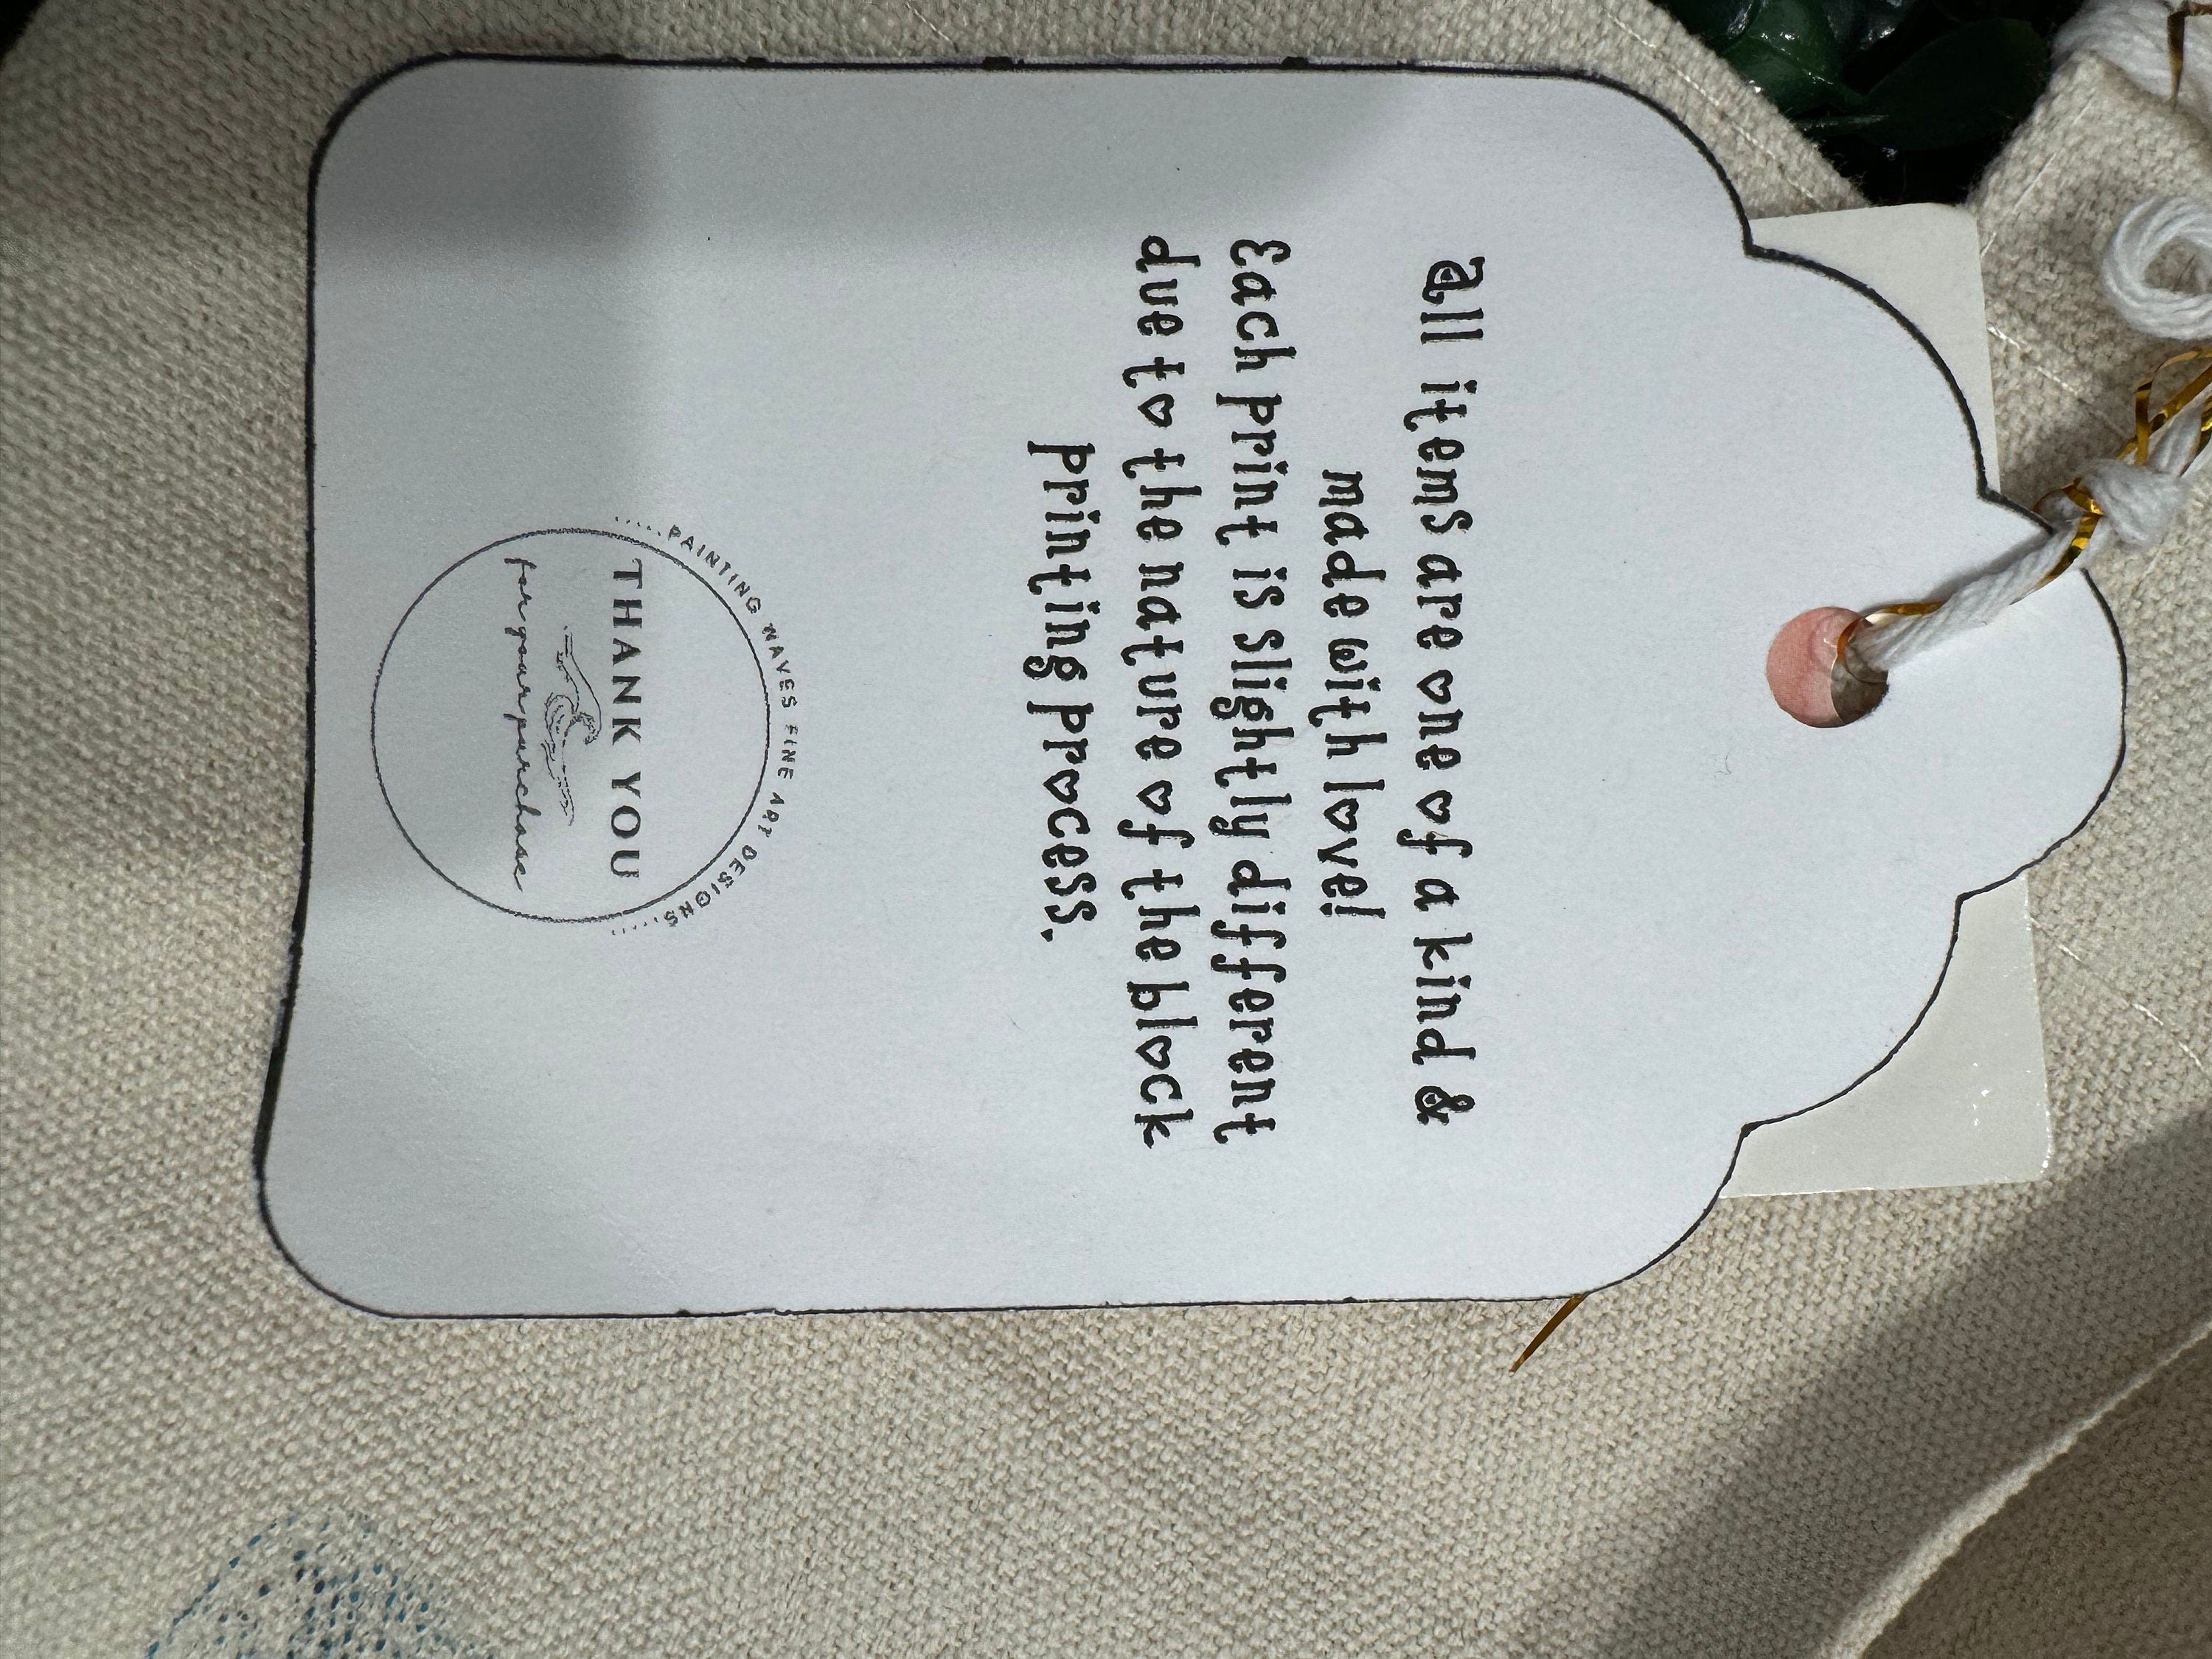 all items are one of a kind &
made with love!
Each print is slightly different
due to the nature of the block
printing process.
.....PAINTING WAVES FINE ART DESIGNS.....
THANK YOU
for your purchase